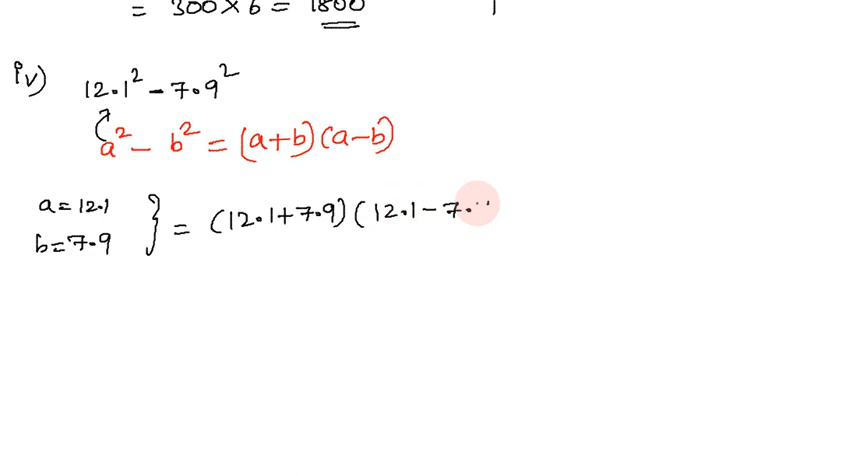 = 300 × 6 = 1800
iv)
12.1² - 7.9²
a² - b² = (a+b)(a-b)
a = 12.1
b = 7.9
} = (12.1+7.9)(12.1-7.